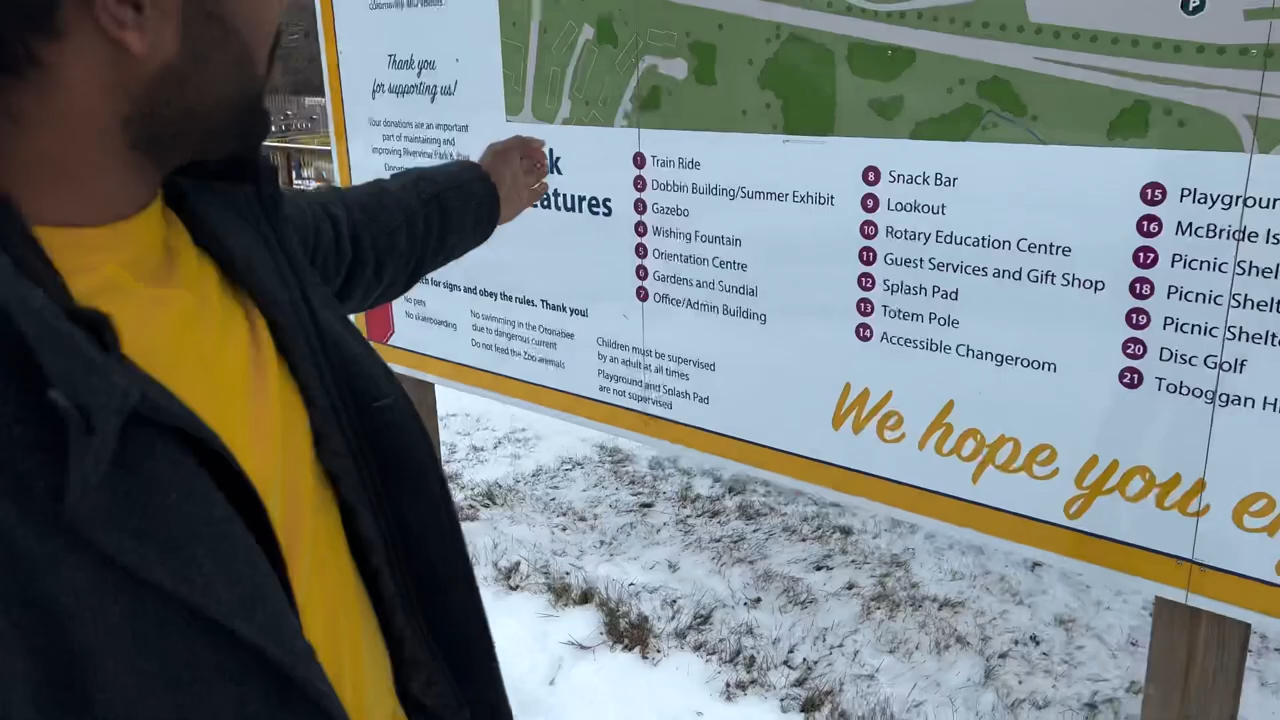 Thank you
for supporting us!
Your donations are an important
part of maintaining and
improving Riverview Park &
atures
1 Train Ride
2 Dobbin Building/Summer Exhibit
3 Gazebo
4 Wishing Fountain
5 Orientation Centre
6 Gardens and Sundial
7 Office/Admin Building
8 Snack Bar
9 Lookout
10 Rotary Education Centre
11 Guest Services and Gift Shop
12 Splash Pad
13 Totem Pole
14 Accessible Changeroom
15 Playgrour
16 McBride Is
17 Picnic Shel
18 Picnic Shelt
19 Picnic Shelte
20 Disc Golf
21 Toboggan H
for signs and obey the rules. Thank you!
No pets
No skateboarding
No swimming in the Otonabee
due to dangerous current
Do not feed the Zoo animals
Children must be supervised
by an adult at all times
Playground and Splash Pad
are not supervised
We hope you e
P